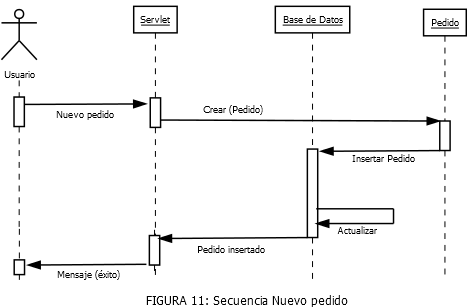 Servlet
Base de Datos
Pedido
Usuario
Nuevo pedido
Crear (Pedido)
Insertar Pedido
Actualizar
Pedido insertado
Mensaje (éxito)
FIGURA 11: Secuencia Nuevo pedido